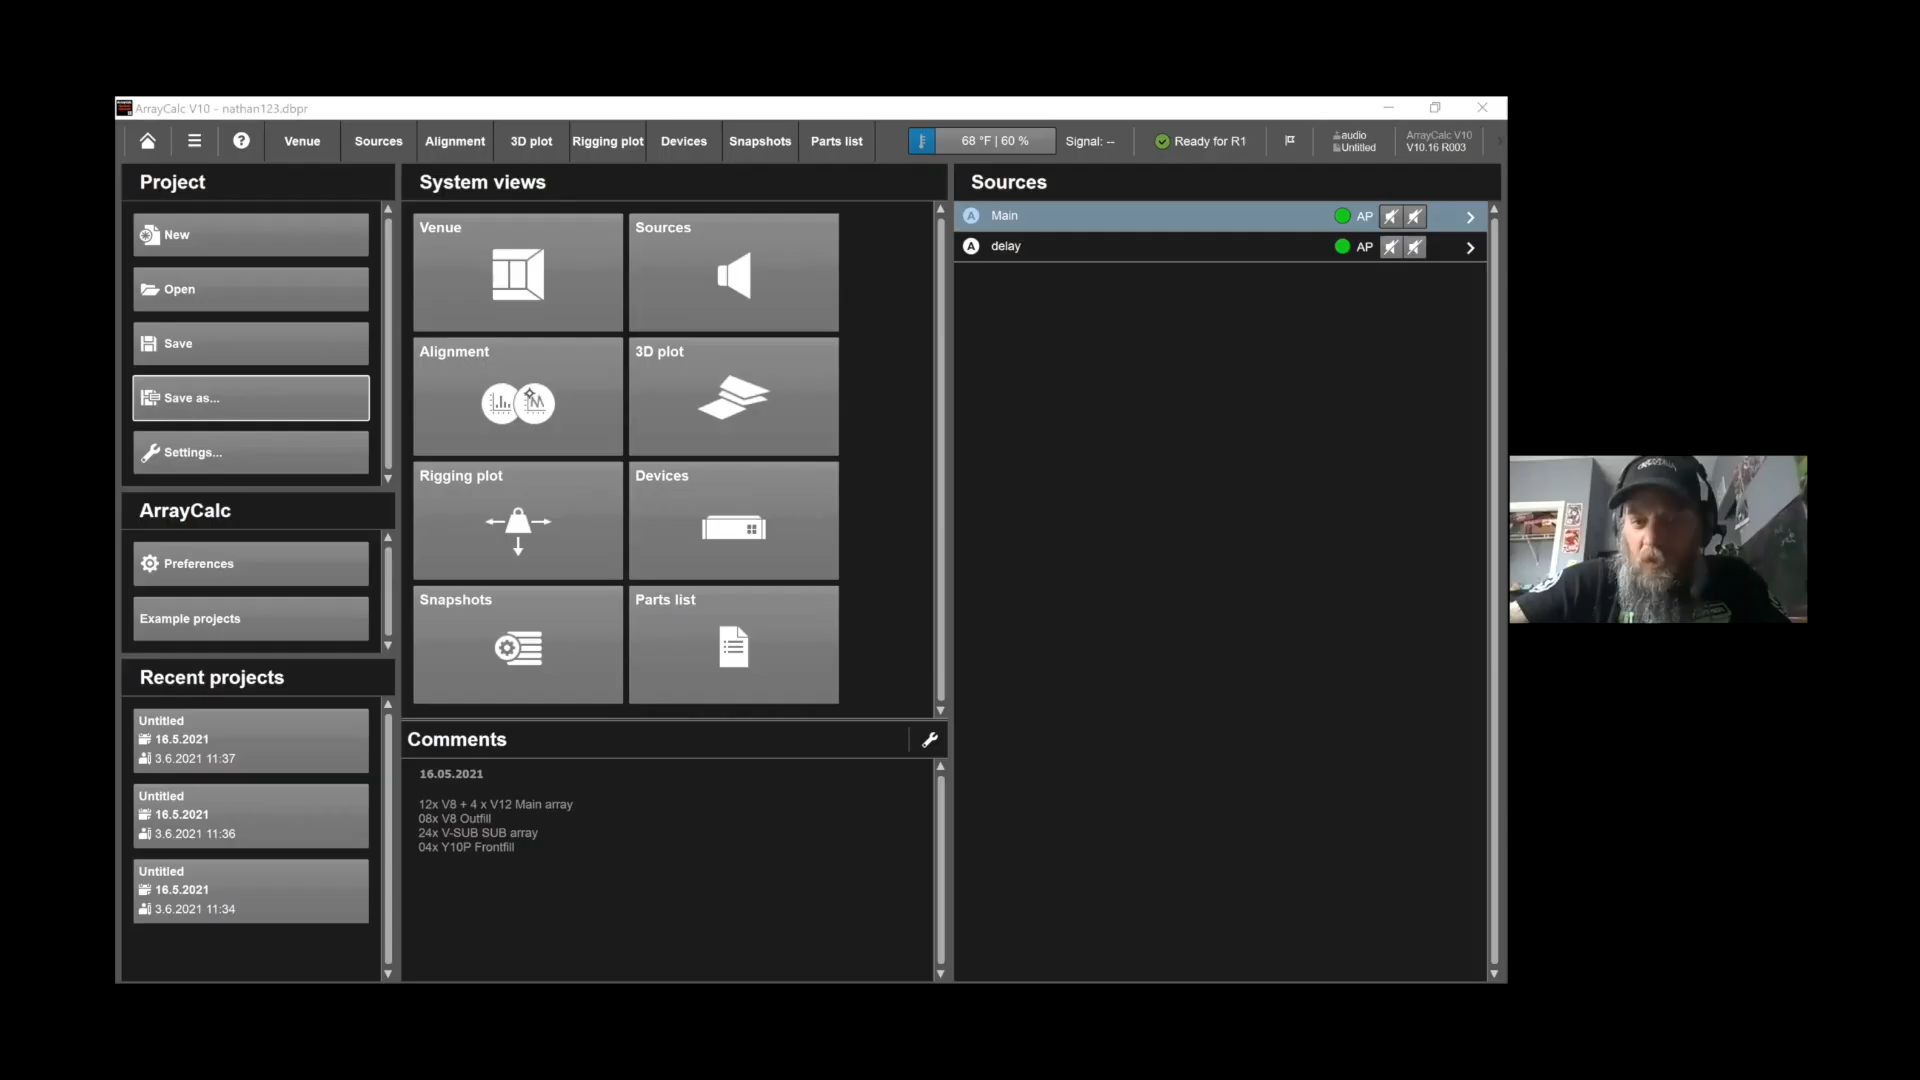 ArrayCalc V10 - nathan123.dbpr
Venue
Sources
Alignment
3D plot
Rigging plot
Devices
Snapshots
Parts list
68 °F | 60 %
Signal: --
Ready for R1
audio
Untitled
ArrayCalc V10
V10.16 R003
Project
New
Open
Save
Save as...
Settings...
ArrayCalc
Preferences
Example projects
Recent projects
Untitled
16.5.2021
3.6.2021 11:37
Untitled
16.5.2021
3.6.2021 11:36
Untitled
16.5.2021
3.6.2021 11:34
System views
Venue
Sources
Alignment
3D plot
Rigging plot
Devices
Snapshots
Parts list
Comments
16.05.2021
12x V8 + 4 x V12 Main array
08x V8 Outfill
24x V-SUB SUB array
04x Y10P Frontfill
Sources
A Main AP
A delay AP